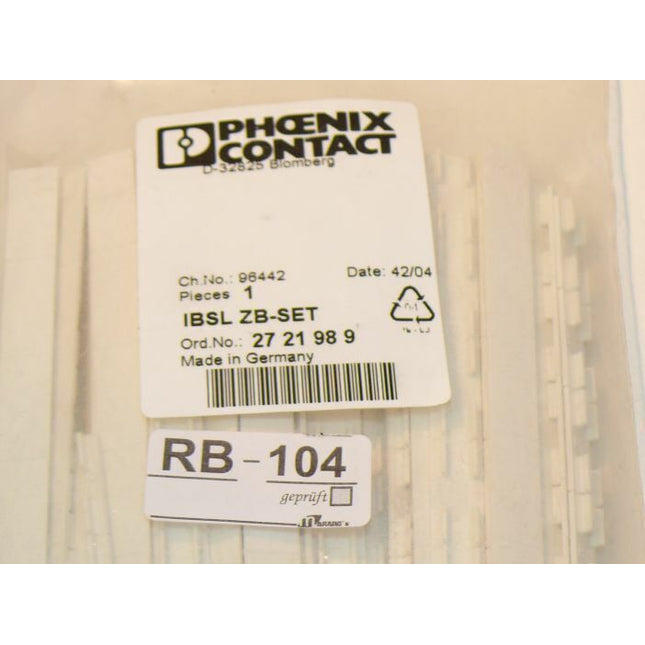 PHŒNIX
CONTACT
D-32825 Blomberg
Ch.No.: 96442 Date: 42/04
Pieces 1
IBSL ZB-SET
Ord.No.: 27 21 98 9
Made in Germany
RB - 104
geprüft